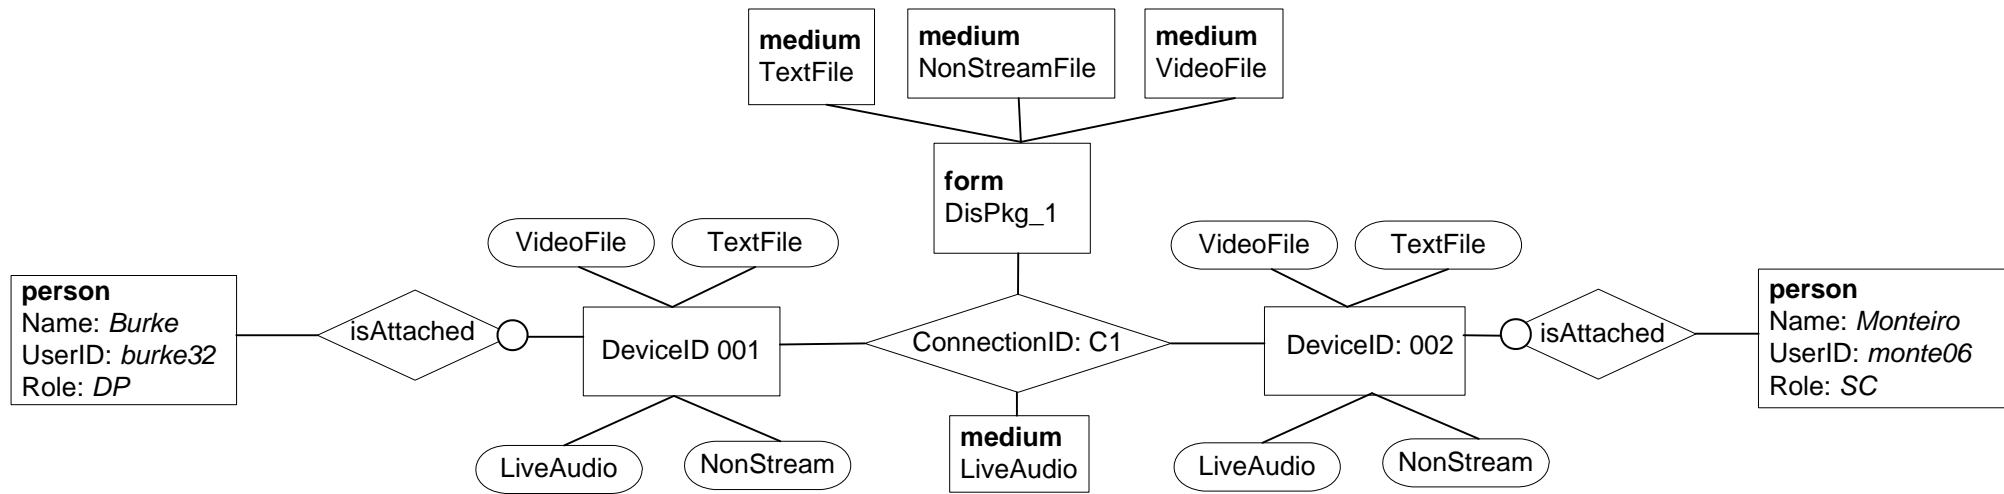 medium
TextFile
medium
NonStreamFile
medium
VideoFile
form
DisPkg_1
VideoFile
TextFile
VideoFile
TextFile
person
Name: Burke
UserID: burke32
Role: DP
isAttached
DeviceID 001
ConnectionID: C1
DeviceID: 002
isAttached
person
Name: Monteiro
UserID: monte06
Role: SC
LiveAudio
NonStream
medium
LiveAudio
LiveAudio
NonStream